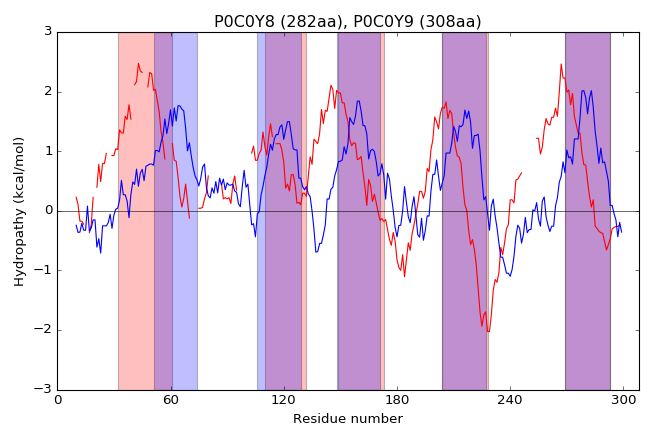 P0C0Y8 (282aa), P0C0Y9 (308aa)
Hydropathy (kcal/mol)
3
2
1
0
−1
−2
−3
0 60 120 180 240 300
Residue number